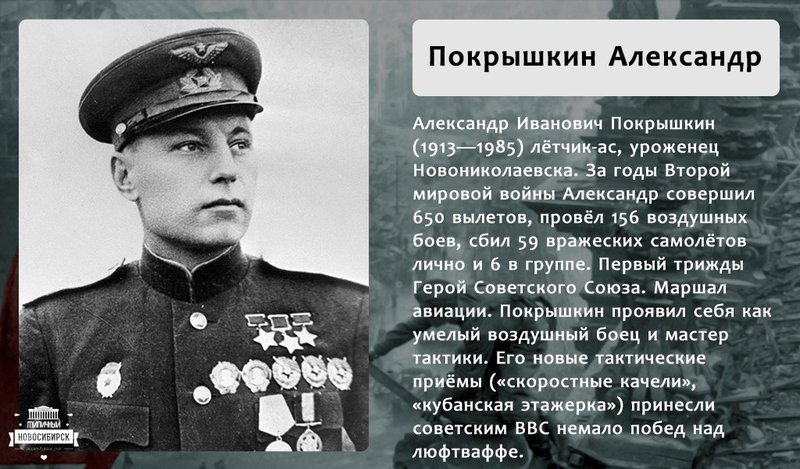 Покрышкин Александр
Александр Иванович Покрышкин
(1913—1985) лётчик-ас, уроженец
Новониколаевска. За годы Второй
мировой войны Александр совершил
650 вылетов, провёл 156 воздушных
боев, сбил 59 вражеских самолётов
лично и 6 в группе. Первый трижды
Герой Советского Союза. Маршал
авиации. Покрышкин проявил себя как
умелый воздушный боец и мастер
тактики. Его новые тактические
приёмы («скоростные качели»,
«кубанская этажерка») принесли
советским ВВС немало побед над
люфтваффе.
ТИПИЧНЫЙ
НОВОСИБИРСК